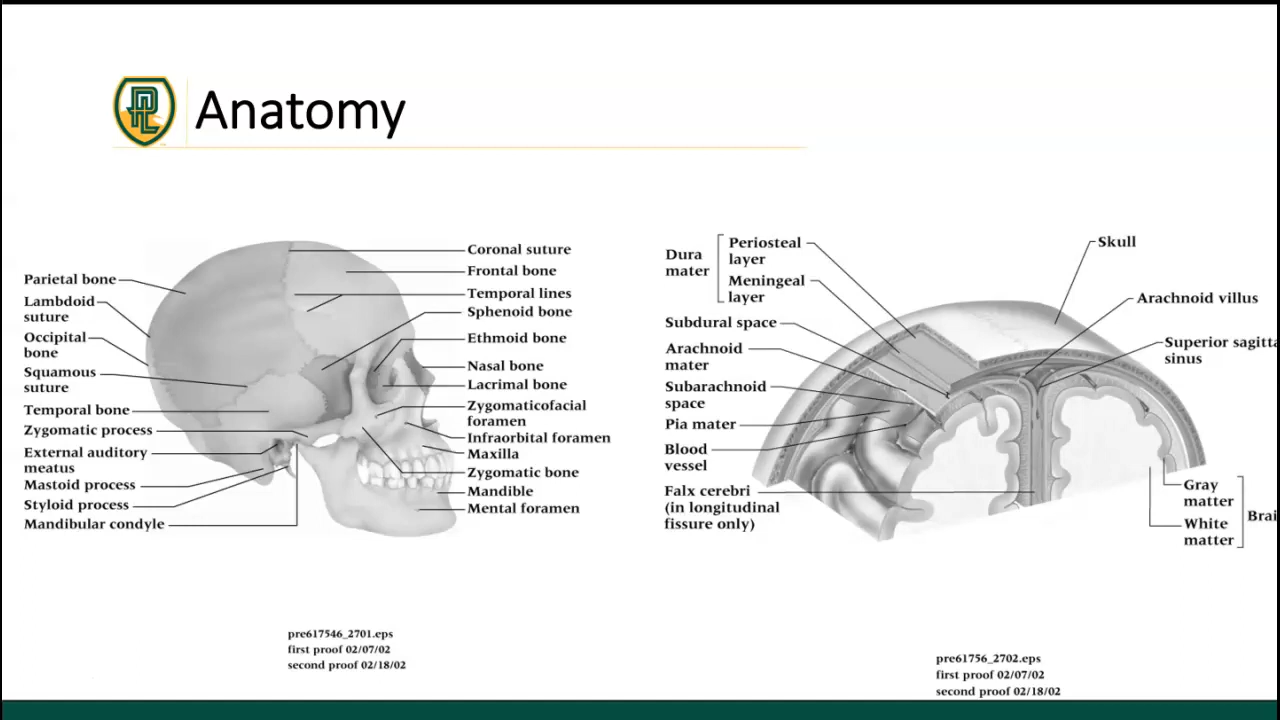 Anatomy
Parietal bone
Lambdoid
suture
Occipital
bone
Squamous
suture
Temporal bone
Zygomatic process
External auditory
meatus
Mastoid process
Styloid process
Mandibular condyle
Coronal suture
Frontal bone
Temporal lines
Sphenoid bone
Ethmoid bone
Nasal bone
Lacrimal bone
Zygomaticofacial
foramen
Infraorbital foramen
Maxilla
Zygomatic bone
Mandible
Mental foramen
pre617546_2701.eps
first proof 02/07/02
second proof 02/18/02
Dura
mater
Periosteal
layer
Meningeal
layer
Subdural space
Arachnoid
mater
Subarachnoid
space
Pia mater
Blood
vessel
Falx cerebri
(in longitudinal
fissure only)
Skull
Arachnoid villus
Superior sagitta
sinus
Gray
matter
White
matter
Brai
pre61756_2702.eps
first proof 02/07/02
second proof 02/18/02